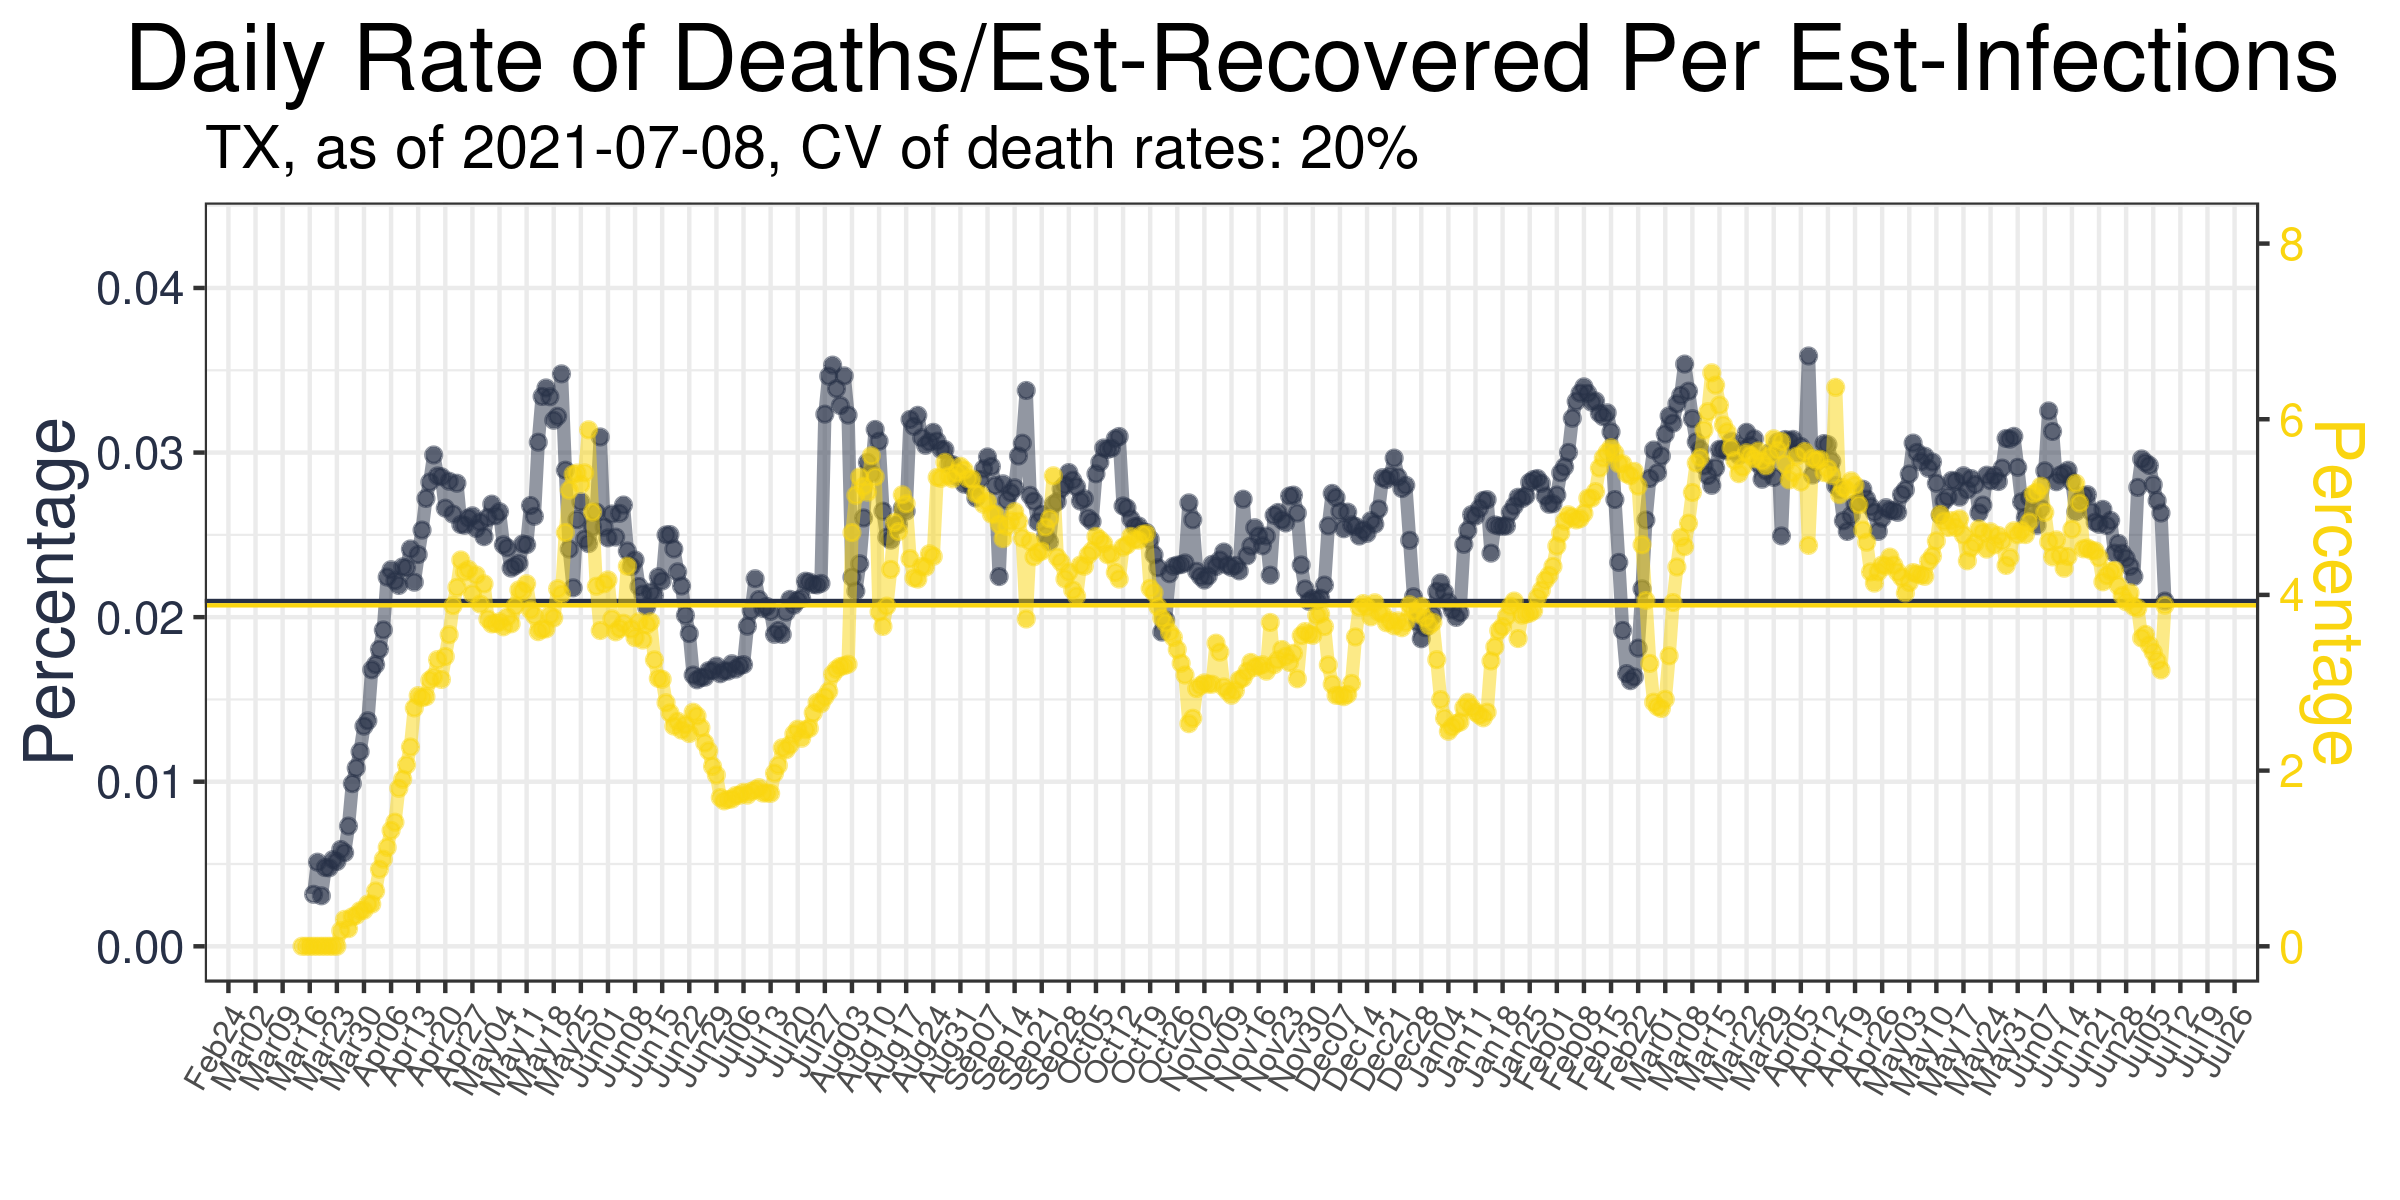 Daily Rate of Deaths/Est-Recovered Per Est-Infections
TX, as of 2021-07-08, CV of death rates: 20%
Percentage
0.04
0.03
0.02
0.01
0.00
8
6
4
2
0
Percentage
Feb24
Mar02
Mar09
Mar16
Mar23
Mar30
Apr06
Apr13
Apr20
Apr27
May04
May11
May18
May25
Jun01
Jun08
Jun15
Jun22
Jun29
Jul06
Jul13
Jul20
Jul27
Aug03
Aug10
Aug17
Aug24
Aug31
Sep07
Sep14
Sep21
Sep28
Oct05
Oct12
Oct19
Oct26
Nov02
Nov09
Nov16
Nov23
Nov30
Dec07
Dec14
Dec21
Dec28
Jan04
Jan11
Jan18
Jan25
Feb01
Feb08
Feb15
Feb22
Mar01
Mar08
Mar15
Mar22
Mar29
Apr05
Apr12
Apr19
Apr26
May03
May10
May17
May24
May31
Jun07
Jun14
Jun21
Jun28
Jul05
Jul12
Jul19
Jul26